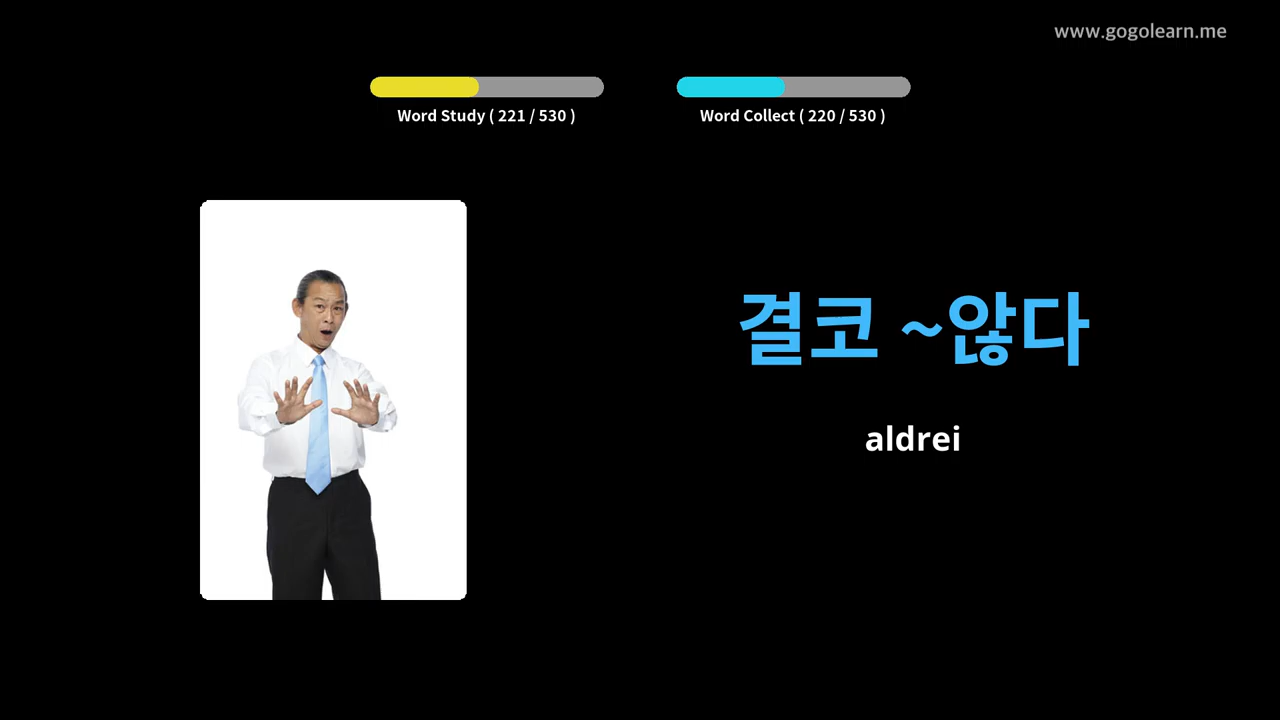 www.gogolearn.me
Word Study ( 221 / 530 )
Word Collect ( 220 / 530 )
결코 ~않다
aldrei